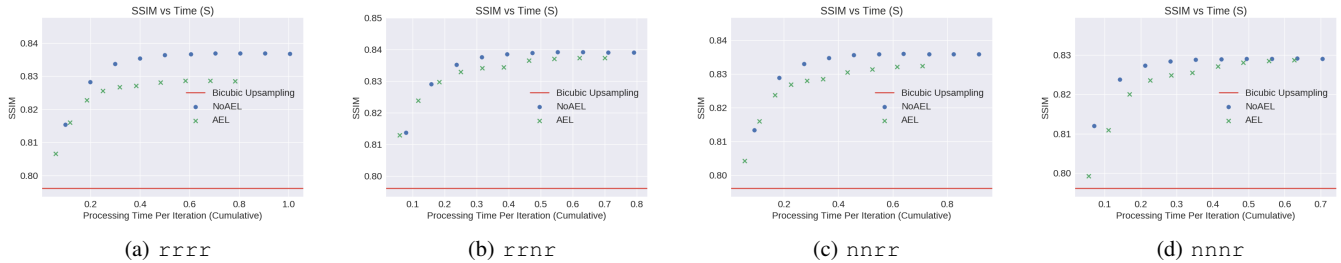 SSIM vs Time (S)
SSIM
0.84
0.83
0.82
0.81
0.80
Bicubic Upsampling
NoAEL
AEL
0.2 0.4 0.6 0.8 1.0
Processing Time Per Iteration (Cumulative)
(a) rrrr
SSIM vs Time (S)
SSIM
0.85
0.84
0.83
0.82
0.81
0.80
Bicubic Upsampling
NoAEL
AEL
0.1 0.2 0.3 0.4 0.5 0.6 0.7 0.8
Processing Time Per Iteration (Cumulative)
(b) rrnr
SSIM vs Time (S)
SSIM
0.84
0.83
0.82
0.81
0.80
Bicubic Upsampling
NoAEL
AEL
0.2 0.4 0.6 0.8
Processing Time Per Iteration (Cumulative)
(c) nnrr
SSIM vs Time (S)
SSIM
0.83
0.82
0.81
0.80
Bicubic Upsampling
NoAEL
AEL
0.1 0.2 0.3 0.4 0.5 0.6 0.7
Processing Time Per Iteration (Cumulative)
(d) nnnr